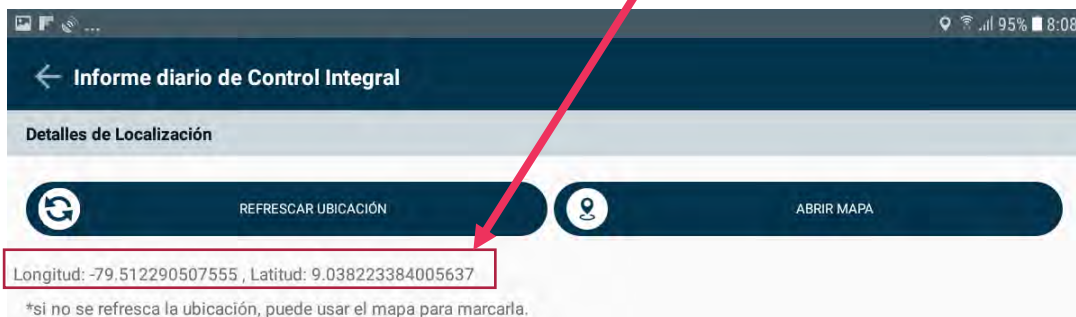 ... 95% 8:08
Informe diario de Control Integral
Detalles de Localización
REFRESCAR UBICACIÓN ABRIR MAPA
Longitud: -79.512290507555 , Latitud: 9.038223384005637
*si no se refresca la ubicación, puede usar el mapa para marcarla.